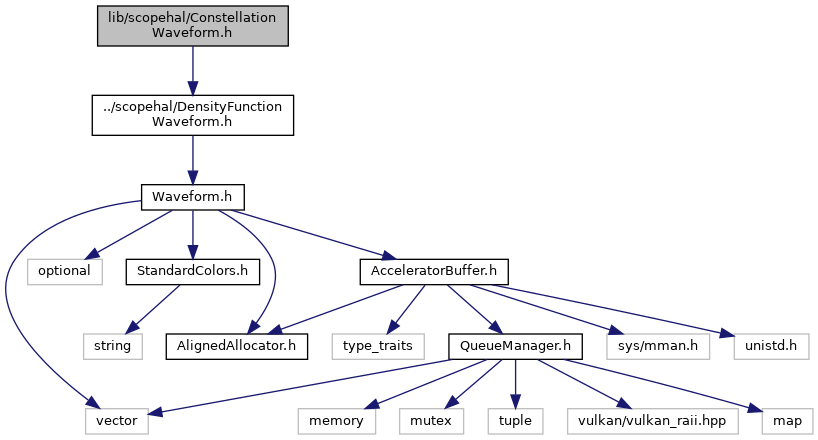 lib/scopehal/Constellation
Waveform.h
../scopehal/DensityFunction
Waveform.h
Waveform.h
optional
StandardColors.h
AcceleratorBuffer.h
string
AlignedAllocator.h
type_traits
QueueManager.h
sys/mman.h
unistd.h
vector
memory
mutex
tuple
vulkan/vulkan_raii.hpp
map